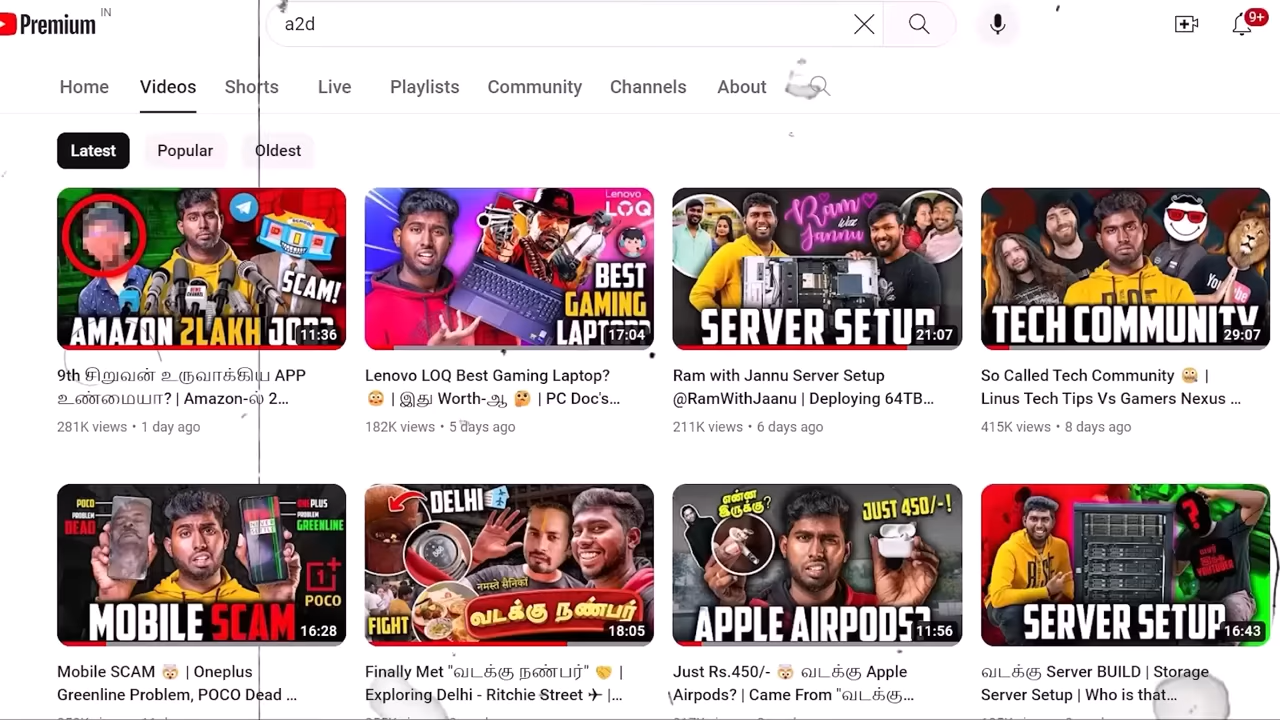 Premium IN
a2d
9+
Home Videos Shorts Live Playlists Community Channels About
Latest Popular Oldest
SCAM!
AMAZON 2LAKH JOB?
11:36
Lenovo
LOQ
BEST
GAMING
LAPTOP?
17:04
Ram
With
Jannu
SERVER SETUP
21:07
YouTube
TECH COMMUNITY
29:07
9th சிறுவன் உருவாக்கிய APP
உண்மையா? | Amazon-ல் 2...
281K views • 1 day ago
Lenovo LOQ Best Gaming Laptop?
😳 | இது Worth-ஆ 🤔 | PC Doc's...
182K views • 5 days ago
Ram with Jannu Server Setup
@RamWithJaanu | Deploying 64TB...
211K views • 6 days ago
So Called Tech Community 🤐 |
Linus Tech Tips Vs Gamers Nexus ...
415K views • 8 days ago
POCO
PROBLEM
DEAD
ONEPLUS
PROBLEM
GREENLINE
POCO
MOBILE SCAM
16:28
DELHI
नमस्ते सैनिका
FIGHT
வடக்கு நண்பர்
18:05
என்ன
இருக்கு?
JUST 450/-!
APPLE AIRPODS?
11:56
YOUTUBER
SERVER SETUP
16:43
Mobile SCAM 🤯 | Oneplus
Greenline Problem, POCO Dead ...
Finally Met "வடக்கு நண்பர்" 🤝 |
Exploring Delhi - Ritchie Street ✈ |...
Just Rs.450/- 🤯 வடக்கு Apple
Airpods? | Came From "வடக்கு...
வடக்கு Server BUILD | Storage
Server Setup | Who is that...